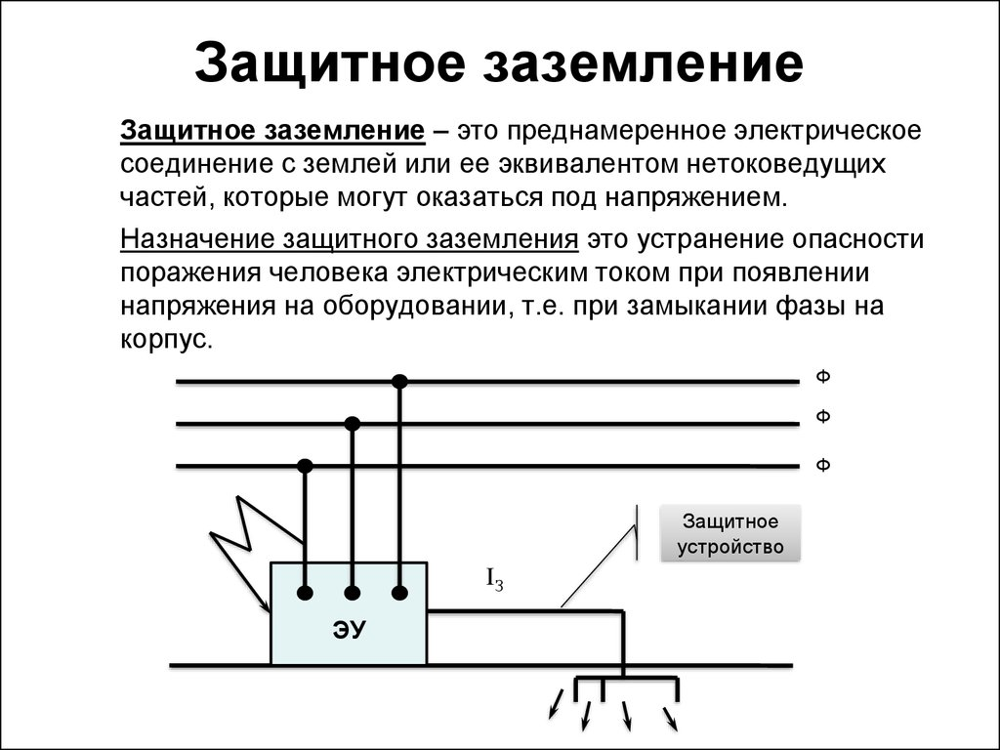 Защитное заземление
Защитное заземление – это преднамеренное электрическое
соединение с землей или ее эквивалентом нетоковедущих
частей, которые могут оказаться под напряжением.
Назначение защитного заземления это устранение опасности
поражения человека электрическим током при появлении
напряжения на оборудовании, т.е. при замыкании фазы на
корпус.
Ф
Ф
Ф
Защитное
устройство
I3
ЭУ